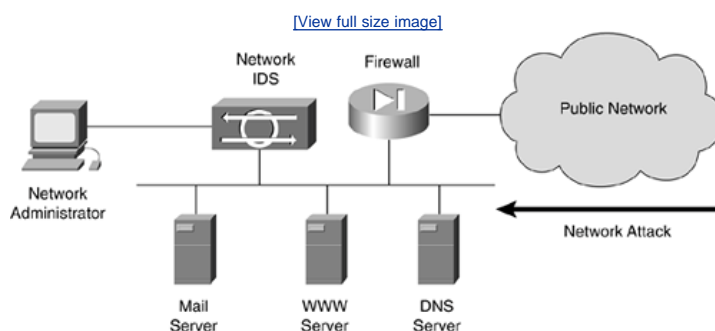 [View full size image]
Network
IDS
Firewall
Public Network
Network
Administrator
Network Attack
Mail
Server
WWW
Server
DNS
Server